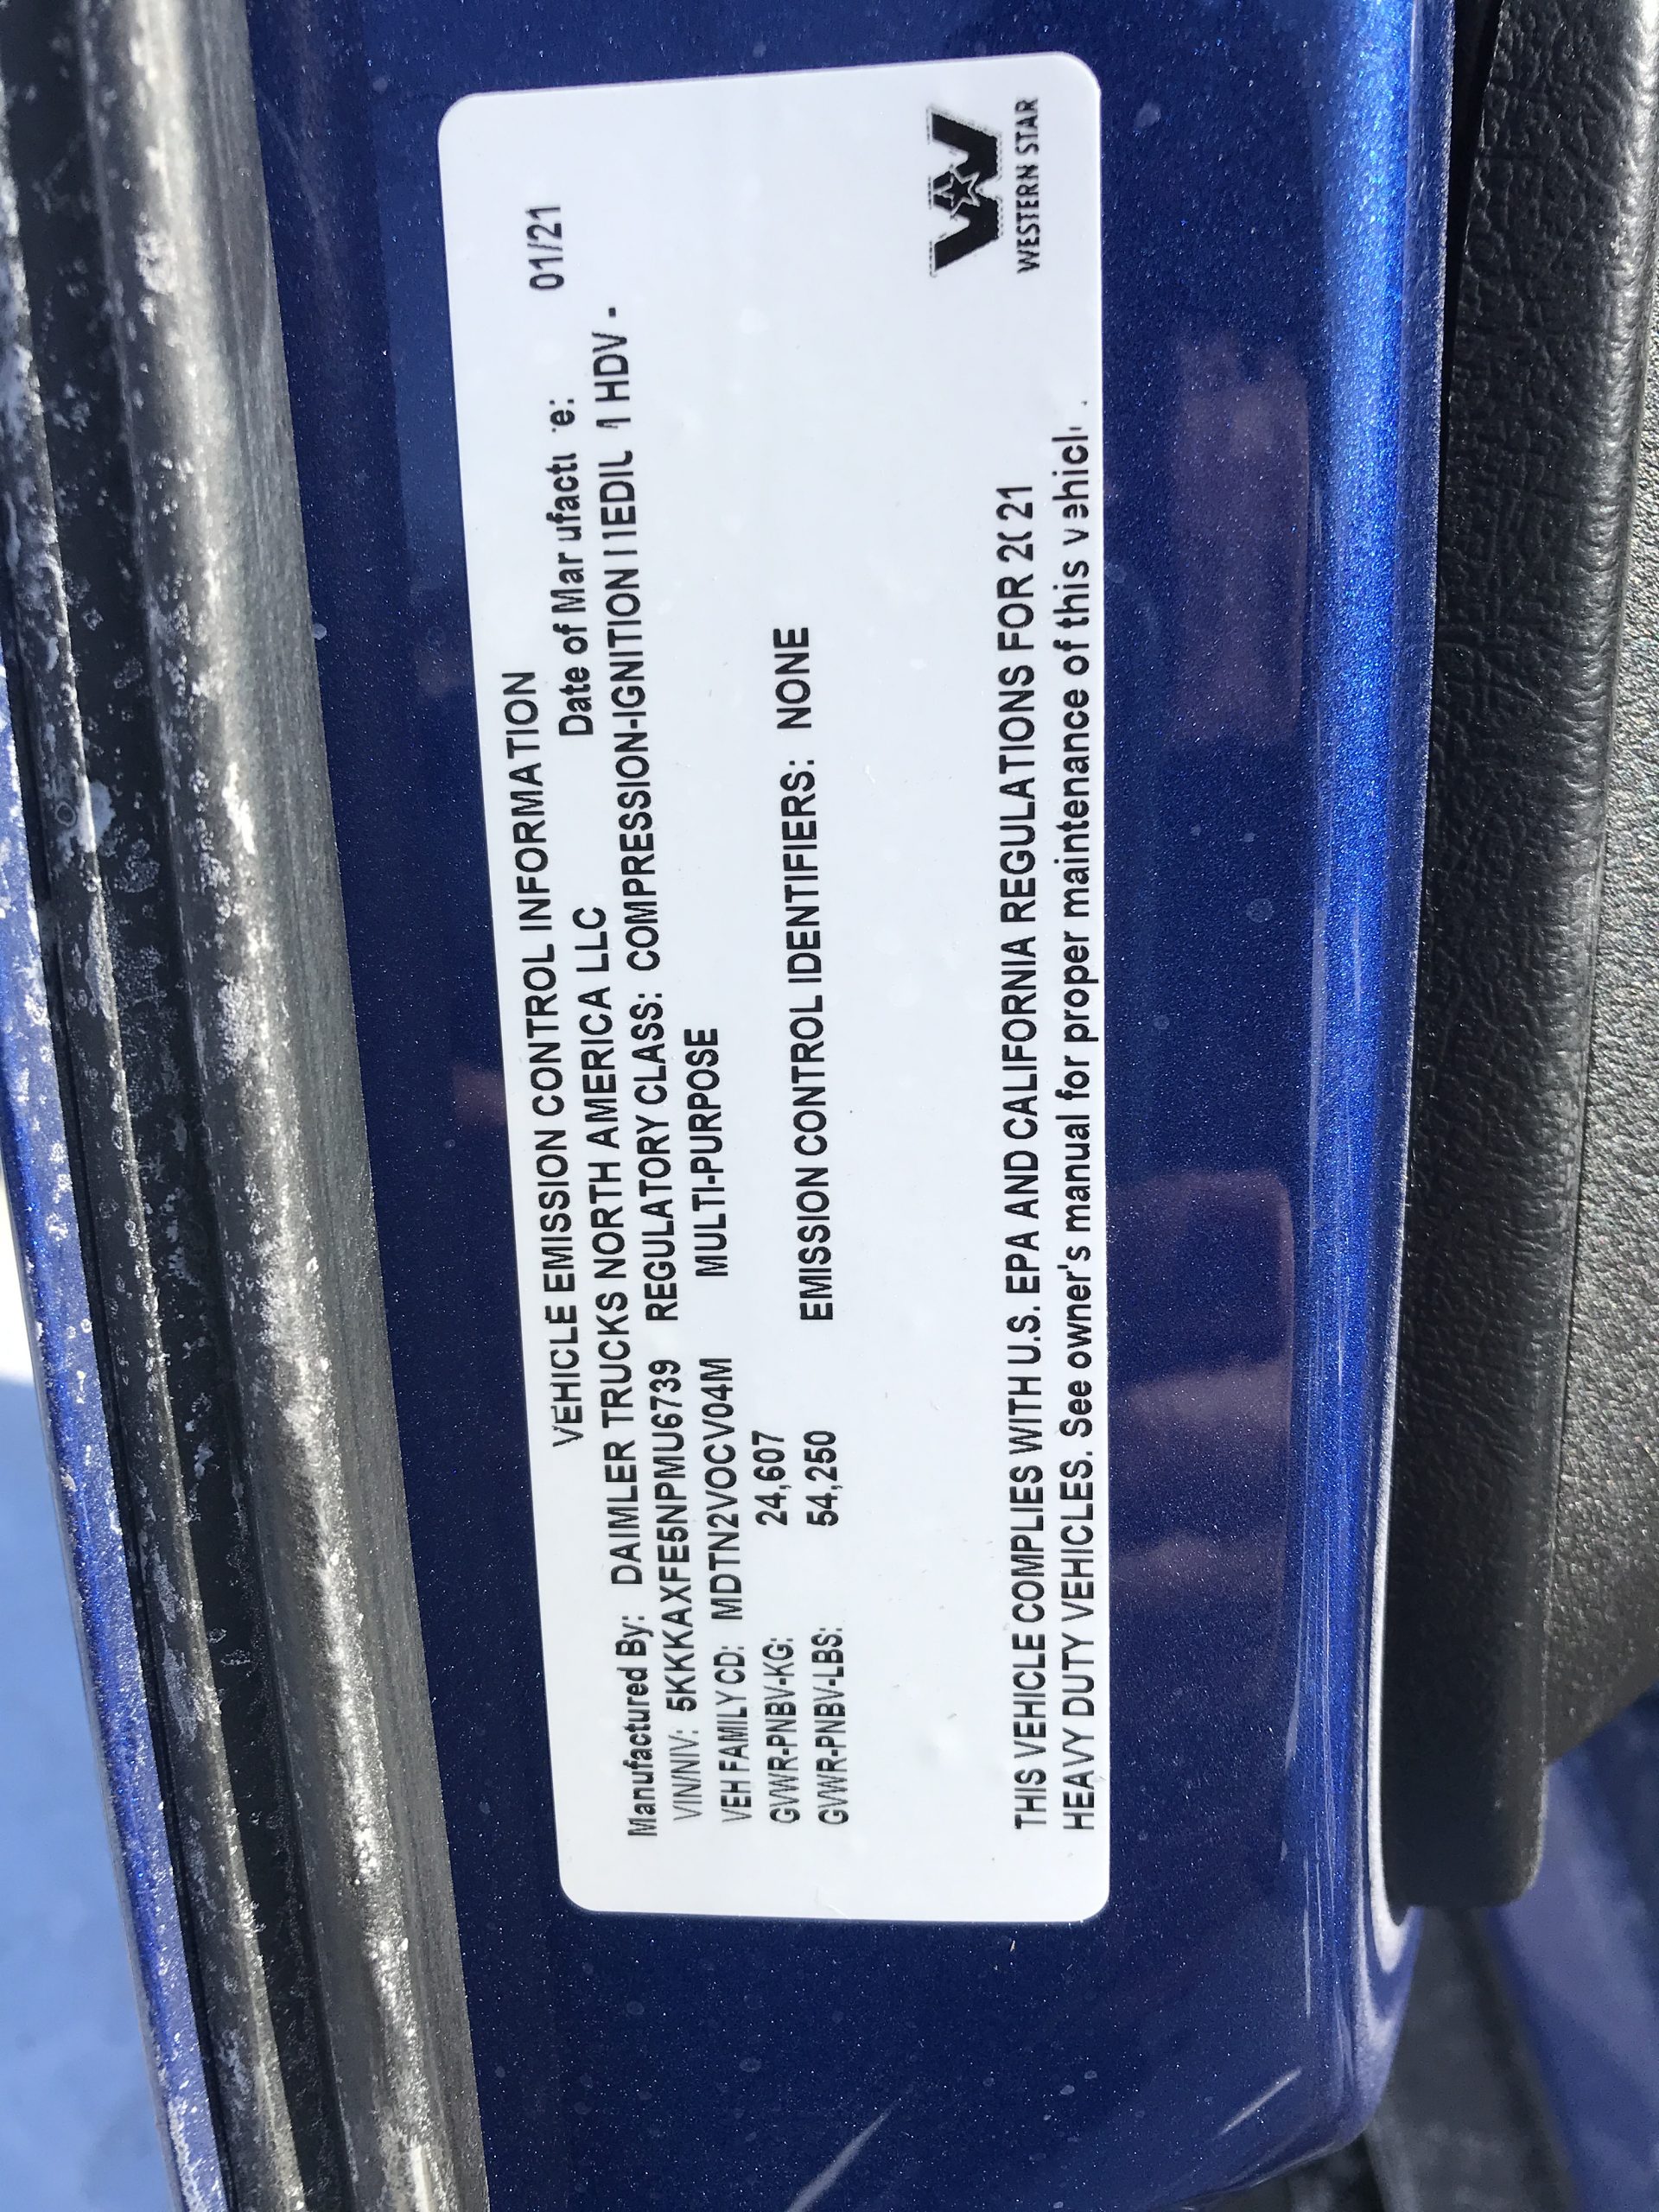 VEHICLE EMISSION CONTROL INFORMATION
Manufactured By: DAIMLER TRUCKS NORTH AMERICA LLC Date of Manufacture: 01/21
VIN/NIV: 5KKKAXFE5NPMU6739 REGULATORY CLASS: COMPRESSION-IGNITION HDV -
VEH FAMILY CD: MDTN2VOCV04M MULTI-PURPOSE
GVWR-PNBV-KG: 24,607
GVWR-PNBV-LBS: 54,250 EMISSION CONTROL IDENTIFIERS: NONE
THIS VEHICLE COMPLIES WITH U.S. EPA AND CALIFORNIA REGULATIONS FOR 2021
HEAVY DUTY VEHICLES. See owner's manual for proper maintenance of this vehicle.
WESTERN STAR